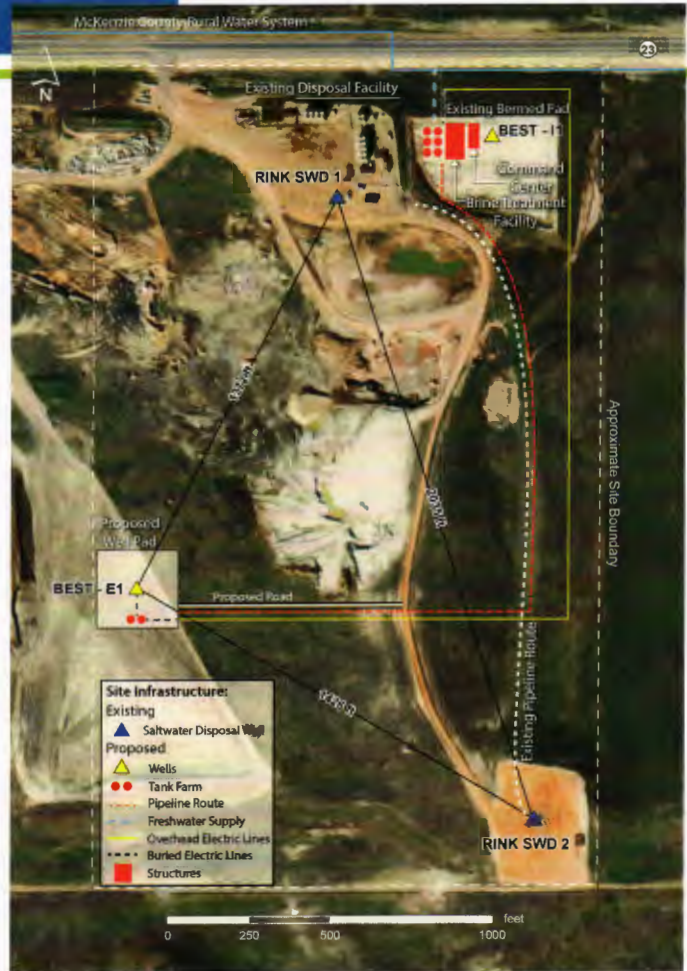 McKenzie County Rural Water System
23
N
Existing Disposal Facility
Existing Bermed Pad
BEST - I1
RINK SWD 1
Command
Center
Brine Treatment
Facility
Approximate Site Boundary
Proposed
Well Pad
BEST - E1
Proposed Road
Existing Pipeline Route
Site Infrastructure:
Existing
Saltwater Disposal
Proposed
Wells
Tank Farm
Pipeline Route
Freshwater Supply
Overhead Electric Lines
Buried Electric Lines
Structures
RINK SWD 2
feet
0 250 500 1000